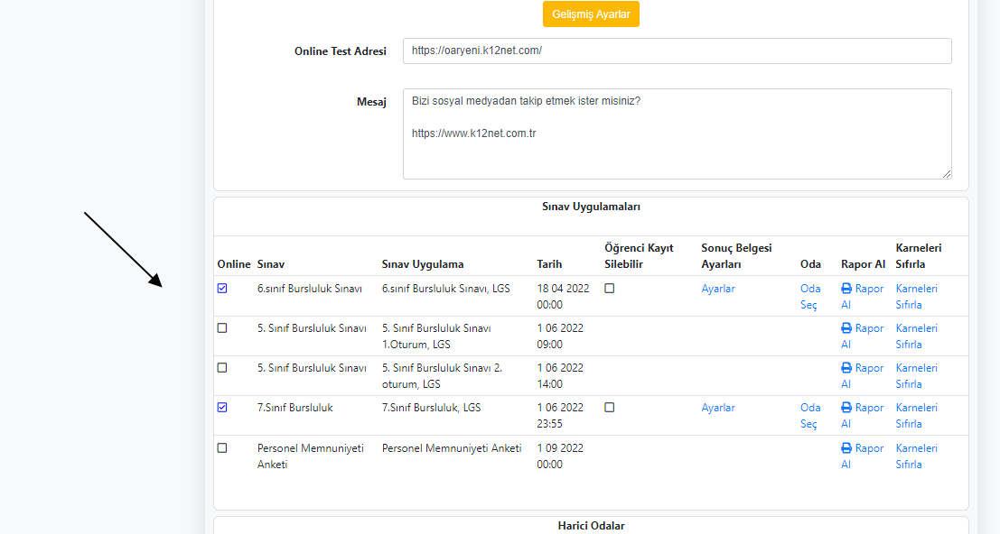 Gelişmiş Ayarlar
Online Test Adresi
https://oaryeni.k12net.com/
Mesaj
Bizi sosyal medyadan takip etmek ister misiniz?
https://www.k12net.com.tr
Sınav Uygulamaları
Online Sınav Sınav Uygulama Tarih Öğrenci Kayıt Silebilir Sonuç Belgesi Ayarları Oda Rapor Al Karneleri Sıfırla
6.sınıf Bursluluk Sınavı 6.sınıf Bursluluk Sınavı, LGS 18 04 2022 Ayarlar Oda Rapor Karneleri
00:00 Seç Al Sıfırla
5. Sınıf Bursluluk Sınavı 5. Sınıf Bursluluk Sınavı 1 06 2022 Rapor Karneleri
1.Oturum, LGS 09:00 Al Sıfırla
5. Sınıf Bursluluk Sınavı 5. Sınıf Bursluluk Sınavı 2. 1 06 2022 Rapor Karneleri
oturum, LGS 14:00 Al Sıfırla
7.Sınıf Bursluluk 7.Sınıf Bursluluk, LGS 1 06 2022 Ayarlar Oda Rapor Karneleri
23:55 Seç Al Sıfırla
Personel Memnuniyeti Personel Memnuniyeti Anketi 1 09 2022 Rapor Karneleri
Anketi 00:00 Al Sıfırla
Harici Odalar